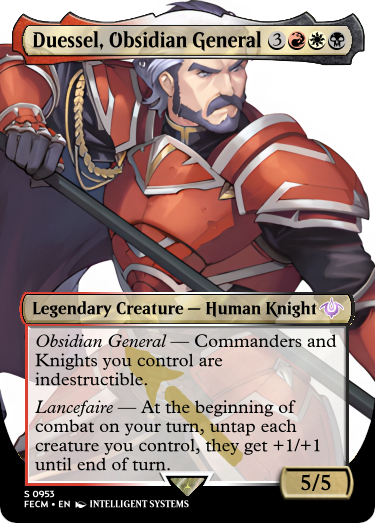 Duessel, Obsidian General 3
Legendary Creature — Human Knight
Obsidian General — Commanders and
Knights you control are
indestructible.
Lancefaire — At the beginning of
combat on your turn, untap each
creature you control, they get +1/+1
until end of turn.
5/5
S 0953
FECM • EN INTELLIGENT SYSTEMS